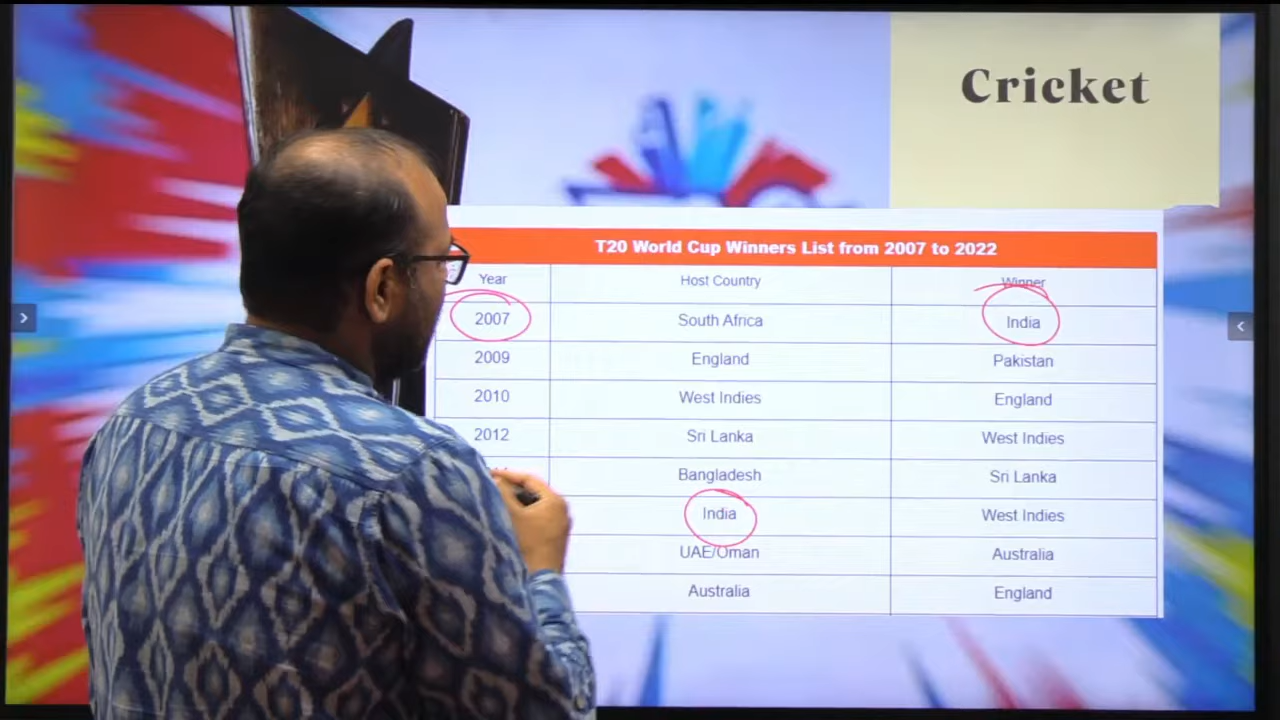 Cricket
T20 World Cup Winners List from 2007 to 2022
Year Host Country Winner
2007 South Africa India
2009 England Pakistan
2010 West Indies England
2012 Sri Lanka West Indies
Bangladesh Sri Lanka
India West Indies
UAE/Oman Australia
Australia England